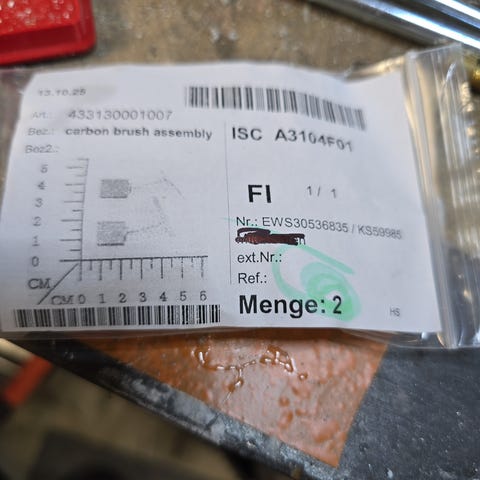 13.10.25
Art.: 433130001007
Bez.: carbon brush assembly
Bez2.:
5
4
3
2
1
0
CM
CM 0 1 2 3 4 5 6
ISC A3104F01
FI 1 / 1
Nr.: EWS30536835 / KS59985
ext.Nr.:
Ref.:
Menge: 2
HS